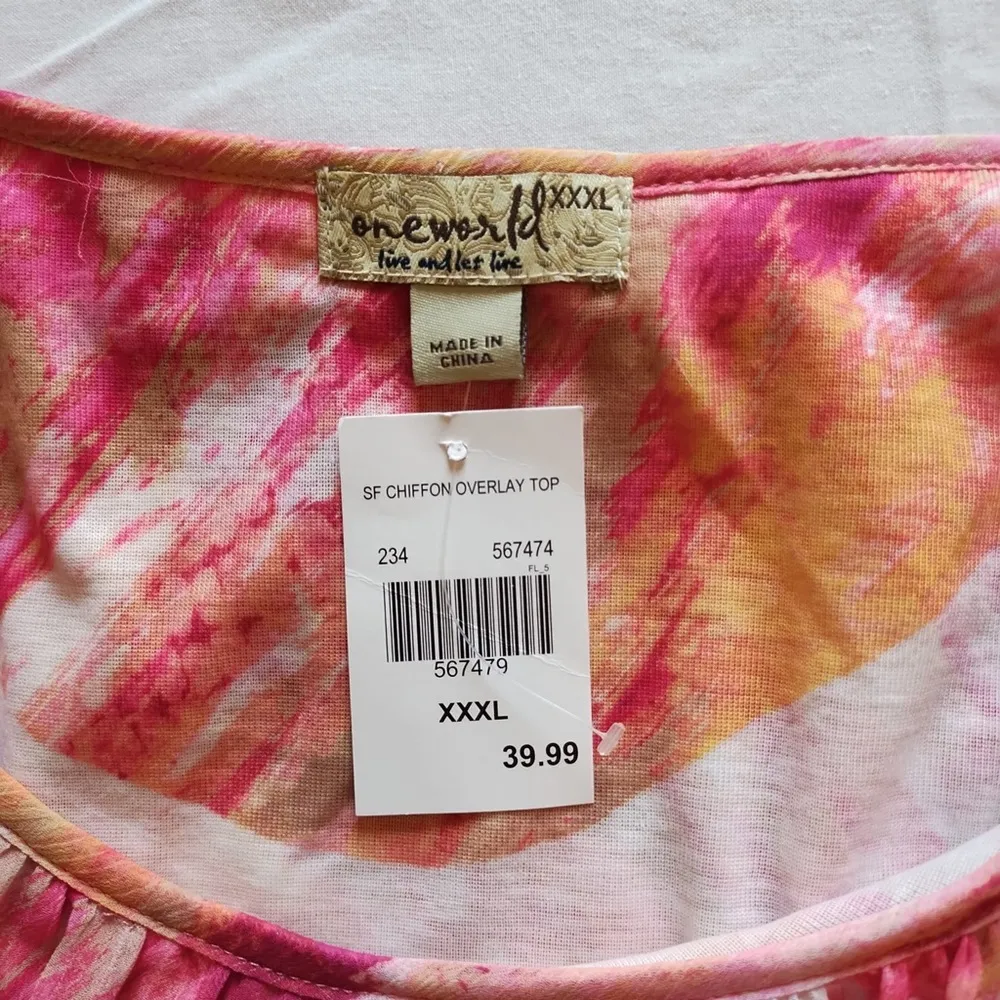 oneworld. XXXL
live and let live
MADE IN
CHINA
SF CHIFFON OVERLAY TOP
234 567474
FL_5
567479
XXXL
39.99